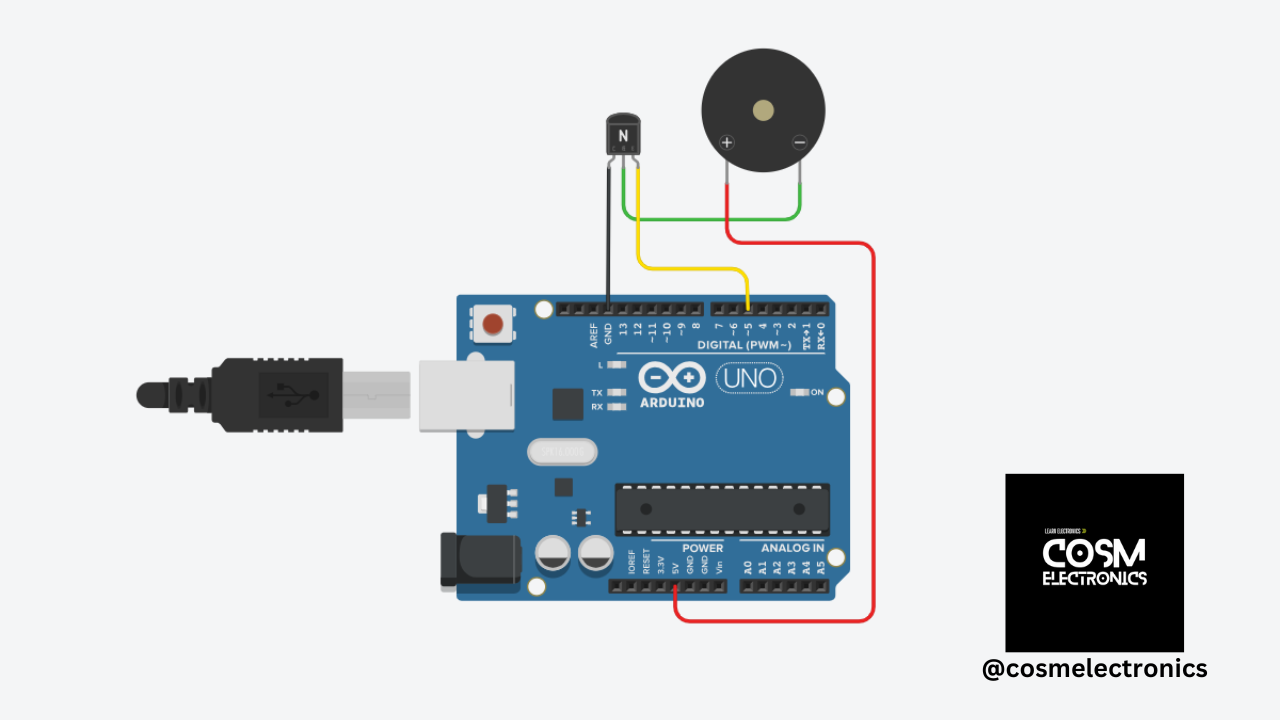 N
C B E
+
−
AREF
GND
13
12
~11
~10
~9
8
7
~6
~5
4
~3
2
TX→1
RX←0
DIGITAL (PWM~)
L
TX
RX
ARDUINO
UNO
ON
POWER
ANALOG IN
IOREF
RESET
3.3V
5V
GND
GND
Vin
A0
A1
A2
A3
A4
A5
LEARN ELECTRONICS
COSM
ELECTRONICS
@cosmelectronics